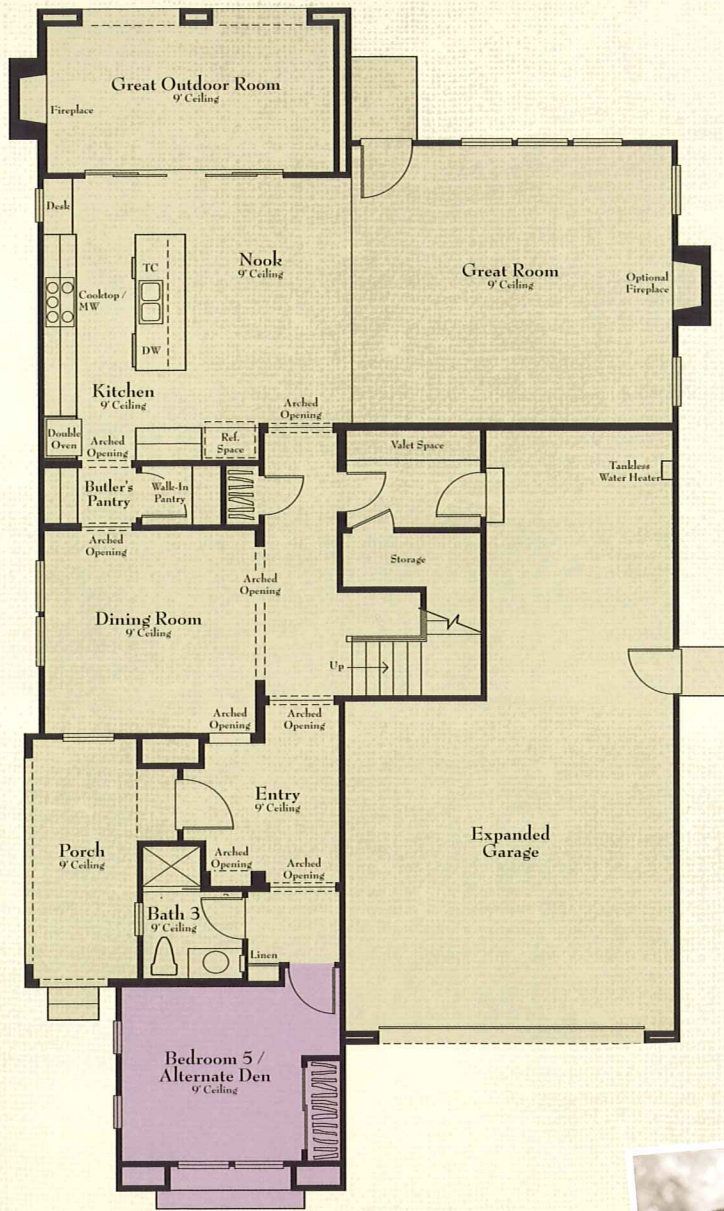 Great Outdoor Room
9' Ceiling
Fireplace
Desk
Nook
9' Ceiling
TC
Cooktop /
MW
DW
Great Room
9' Ceiling
Optional
Fireplace
Kitchen
9' Ceiling
Arched
Opening
Double
Oven
Arched
Opening
Ref.
Space
Valet Space
Tankless
Water Heater
Butler's
Pantry
Walk-In
Pantry
Arched
Opening
Storage
Arched
Opening
Dining Room
9' Ceiling
Up
Arched
Opening
Arched
Opening
Entry
9' Ceiling
Expanded
Garage
Porch
9' Ceiling
Arched
Opening
Arched
Opening
Bath 3
9' Ceiling
Linen
Bedroom 5 /
Alternate Den
9' Ceiling